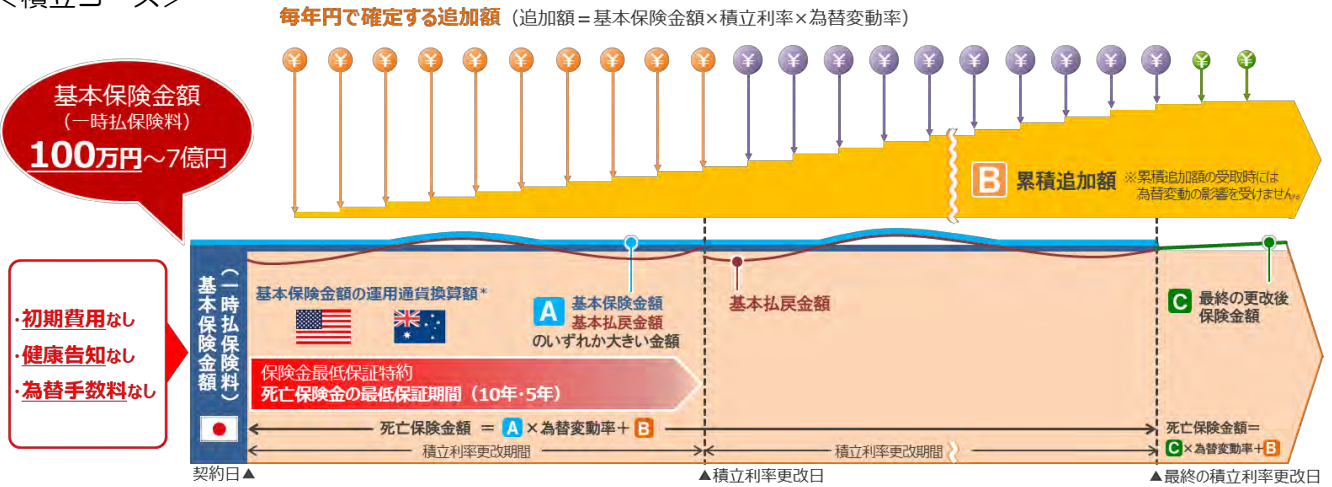 ＜積立コース＞
毎年円で確定する追加額（追加額＝基本保険金額×積立利率×為替変動率）
¥ ¥ ¥ ¥ ¥ ¥ ¥ ¥ ¥ ¥ ¥ ¥ ¥ ¥ ¥ ¥ ¥ ¥ ¥ ¥ ¥ ¥
基本保険金額
（一時払保険料）
100万円～7億円
B 累積追加額 ※累積追加額の受取時には
為替変動の影響を受けません。
・初期費用なし
・健康告知なし
・為替手数料なし
基本保険金額
（一時払保険料）
基本保険金額の運用通貨換算額*
A 基本保険金額
基本払戻金額
のいずれか大きい金額
基本払戻金額
C 最終の更改後
保険金額
保険金最低保証特約
死亡保険金の最低保証期間（10年・5年）
死亡保険金額 ＝ A×為替変動率＋B
死亡保険金額＝
C×為替変動率＋B
積立利率更改期間
積立利率更改期間
契約日▲
▲積立利率更改日
▲最終の積立利率更改日